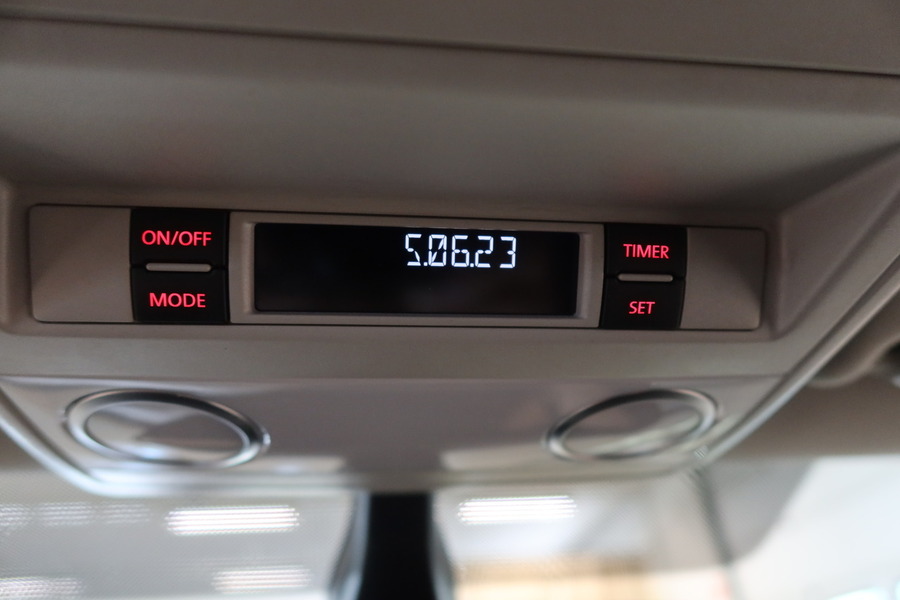 ON/OFF
MODE
5.06.23
TIMER
SET